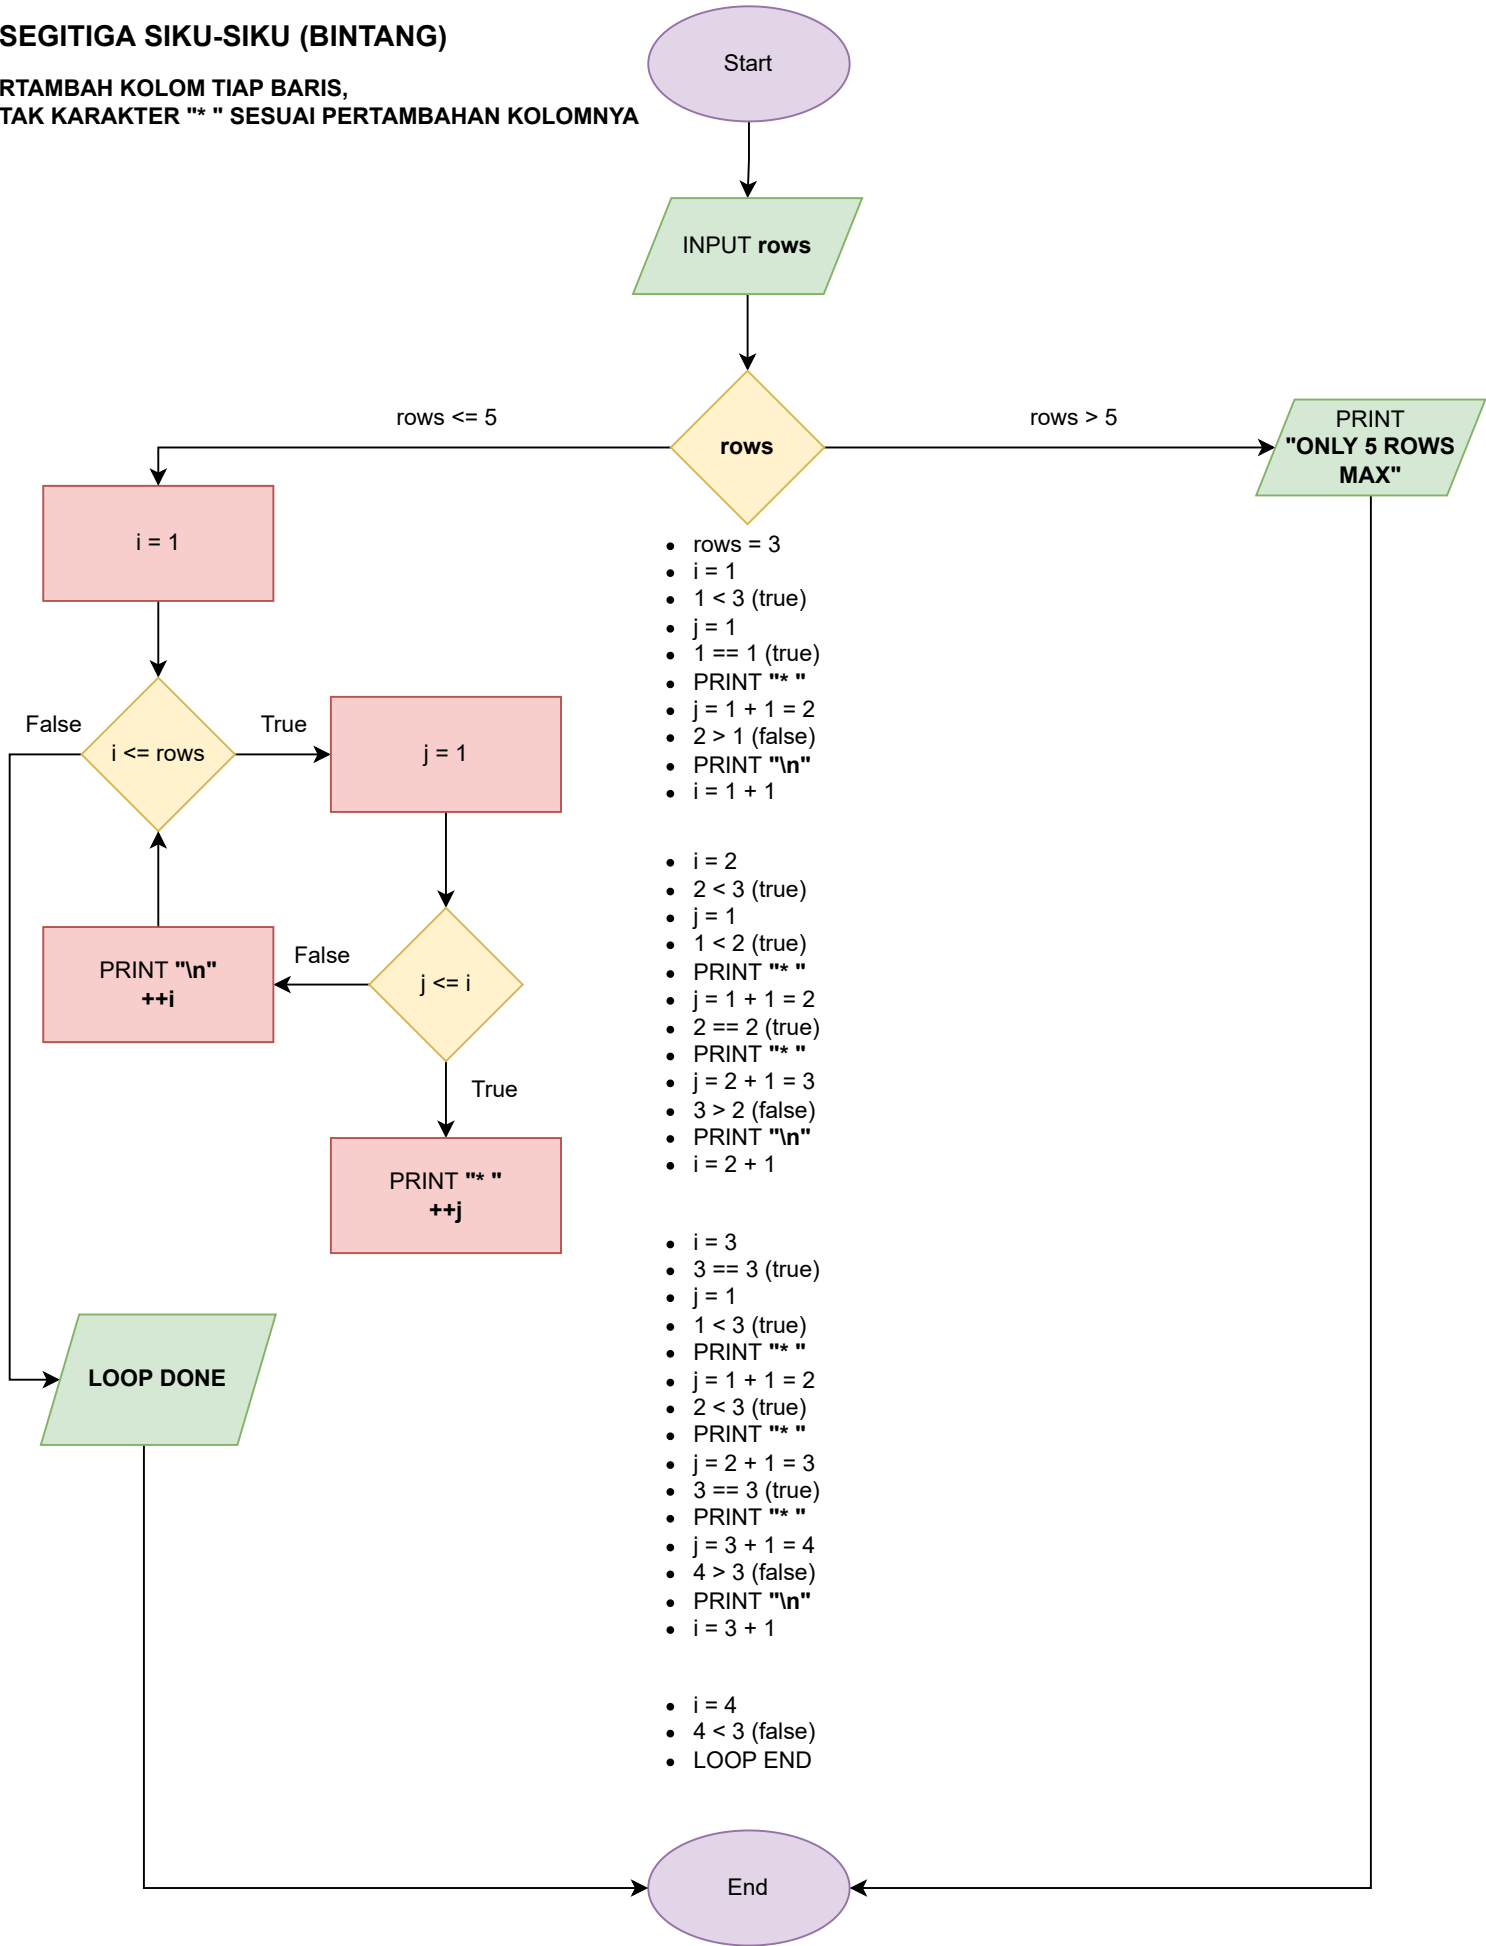 SEGITIGA SIKU-SIKU (BINTANG)
RTAMBAH KOLOM TIAP BARIS,
TAK KARAKTER "* " SESUAI PERTAMBAHAN KOLOMNYA
Start
INPUT rows
rows <= 5
rows
rows > 5
PRINT
"ONLY 5 ROWS
MAX"
i = 1
False
i <= rows
True
j = 1
PRINT "\n"
++i
False
j <= i
True
PRINT "* "
++j
LOOP DONE
rows = 3
i = 1
1 < 3 (true)
j = 1
1 == 1 (true)
PRINT "* "
j = 1 + 1 = 2
2 > 1 (false)
PRINT "\n"
i = 1 + 1
i = 2
2 < 3 (true)
j = 1
1 < 2 (true)
PRINT "* "
j = 1 + 1 = 2
2 == 2 (true)
PRINT "* "
j = 2 + 1 = 3
3 > 2 (false)
PRINT "\n"
i = 2 + 1
i = 3
3 == 3 (true)
j = 1
1 < 3 (true)
PRINT "* "
j = 1 + 1 = 2
2 < 3 (true)
PRINT "* "
j = 2 + 1 = 3
3 == 3 (true)
PRINT "* "
j = 3 + 1 = 4
4 > 3 (false)
PRINT "\n"
i = 3 + 1
i = 4
4 < 3 (false)
LOOP END
End